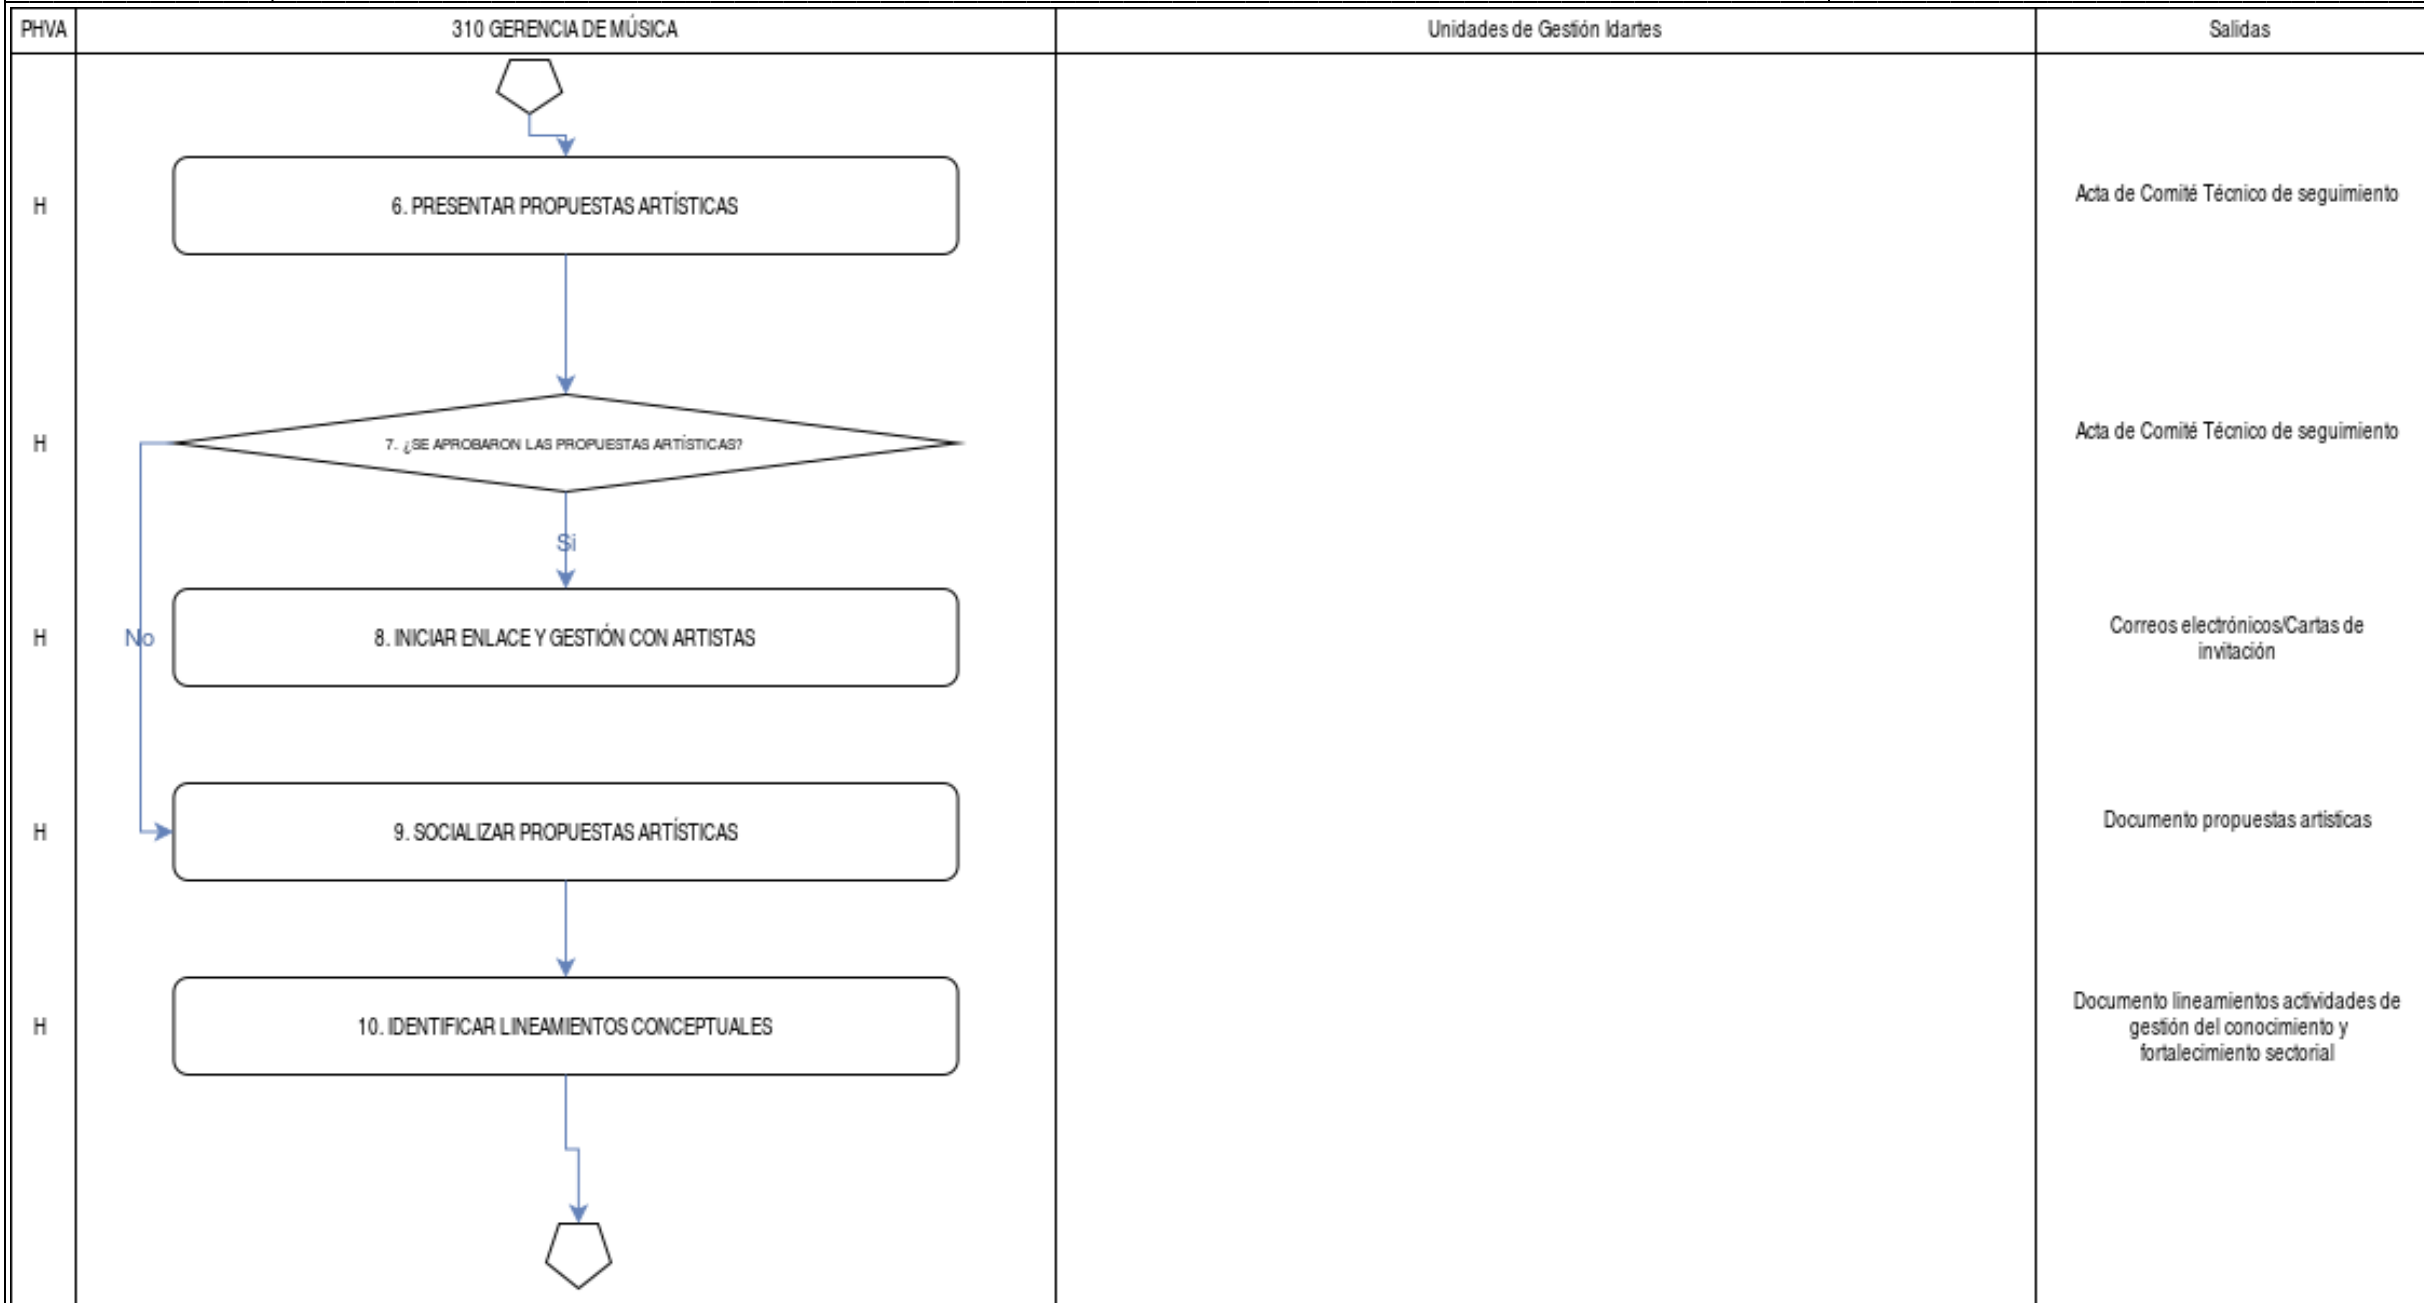 PHVA
310 GERENCIA DE MÚSICA
Unidades de Gestión Idartes
Salidas
H
6. PRESENTAR PROPUESTAS ARTÍSTICAS
Acta de Comité Técnico de seguimiento
H
7. ¿SE APROBARON LAS PROPUESTAS ARTÍSTICAS?
Acta de Comité Técnico de seguimiento
Si
H
No
8. INICIAR ENLACE Y GESTIÓN CON ARTISTAS
Correos electrónicos/Cartas de
invitación
H
9. SOCIALIZAR PROPUESTAS ARTÍSTICAS
Documento propuestas artísticas
H
10. IDENTIFICAR LINEAMIENTOS CONCEPTUALES
Documento lineamientos actividades de
gestión del conocimiento y
fortalecimiento sectorial